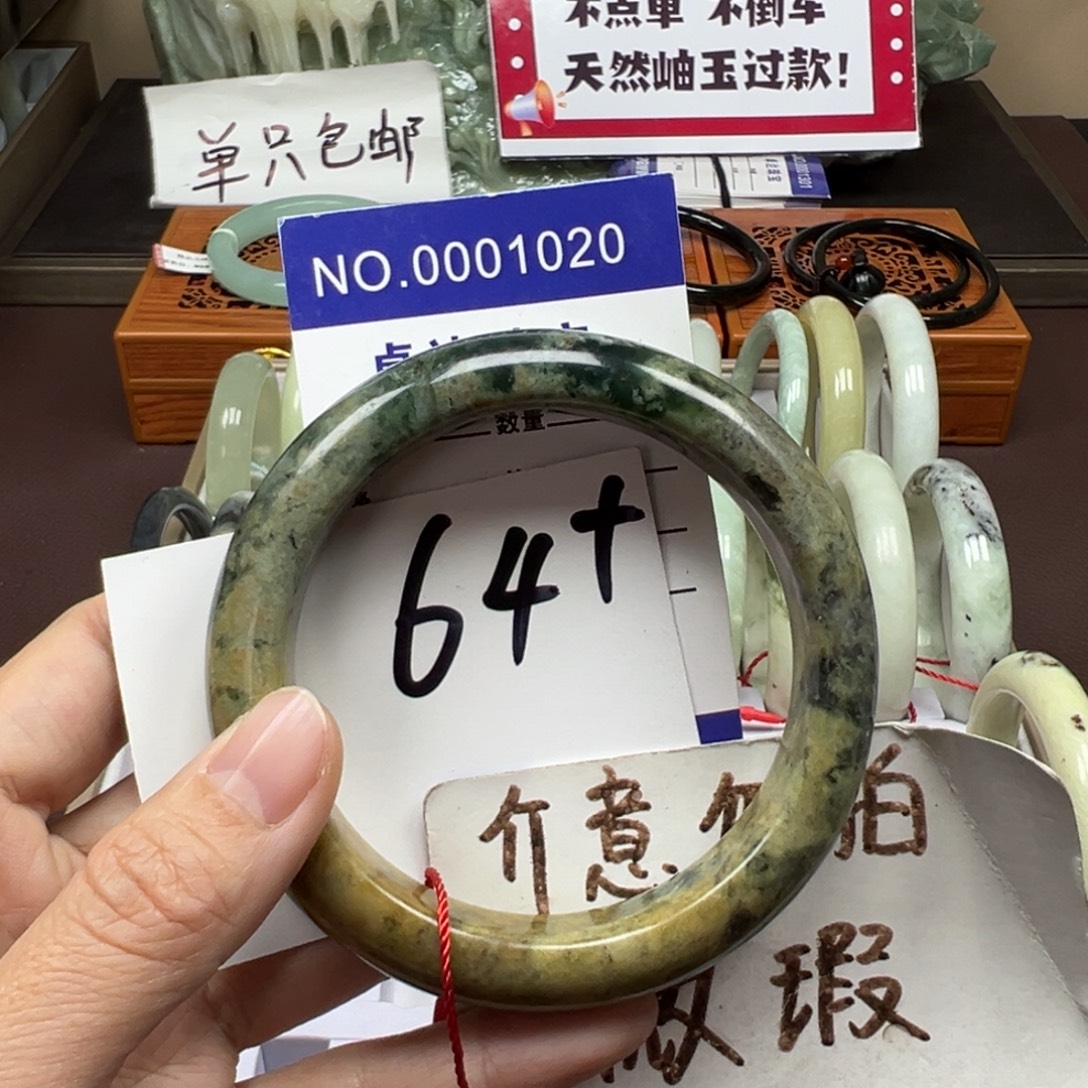 不点单 不倒车
天然岫玉过款!
单只包邮
NO.0001020
数量
64+
介意勿拍
微瑕